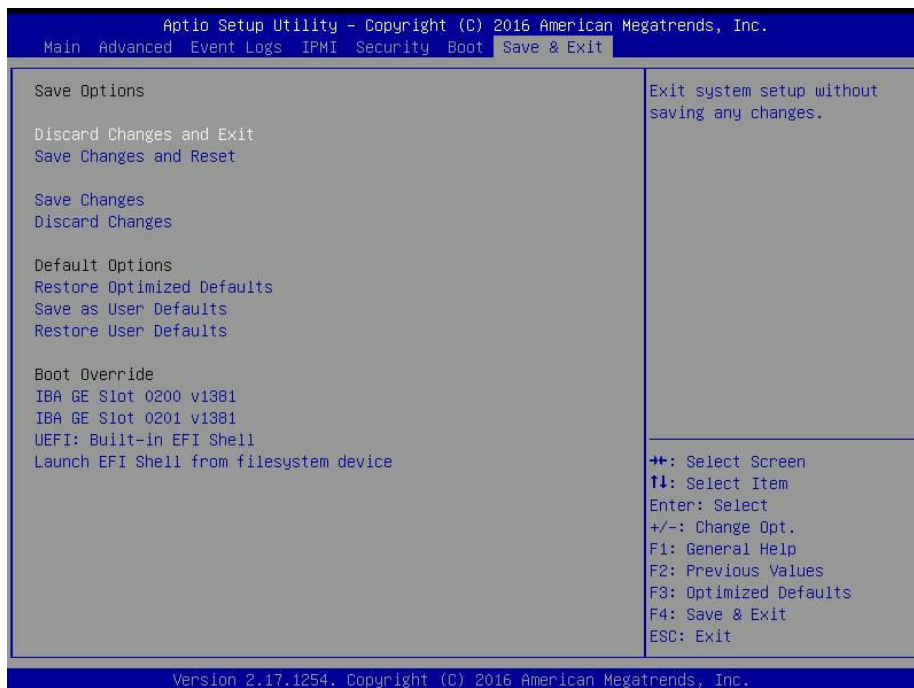 Aptio Setup Utility – Copyright (C) 2016 American Megatrends, Inc.
Main Advanced Event Logs IPMI Security Boot Save & Exit
Save Options
Discard Changes and Exit
Save Changes and Reset
Save Changes
Discard Changes
Default Options
Restore Optimized Defaults
Save as User Defaults
Restore User Defaults
Boot Override
IBA GE Slot 0200 v1381
IBA GE Slot 0201 v1381
UEFI: Built-in EFI Shell
Launch EFI Shell from filesystem device
Exit system setup without
saving any changes.
→←: Select Screen
↑↓: Select Item
Enter: Select
+/-: Change Opt.
F1: General Help
F2: Previous Values
F3: Optimized Defaults
F4: Save & Exit
ESC: Exit
Version 2.17.1254. Copyright (C) 2016 American Megatrends, Inc.